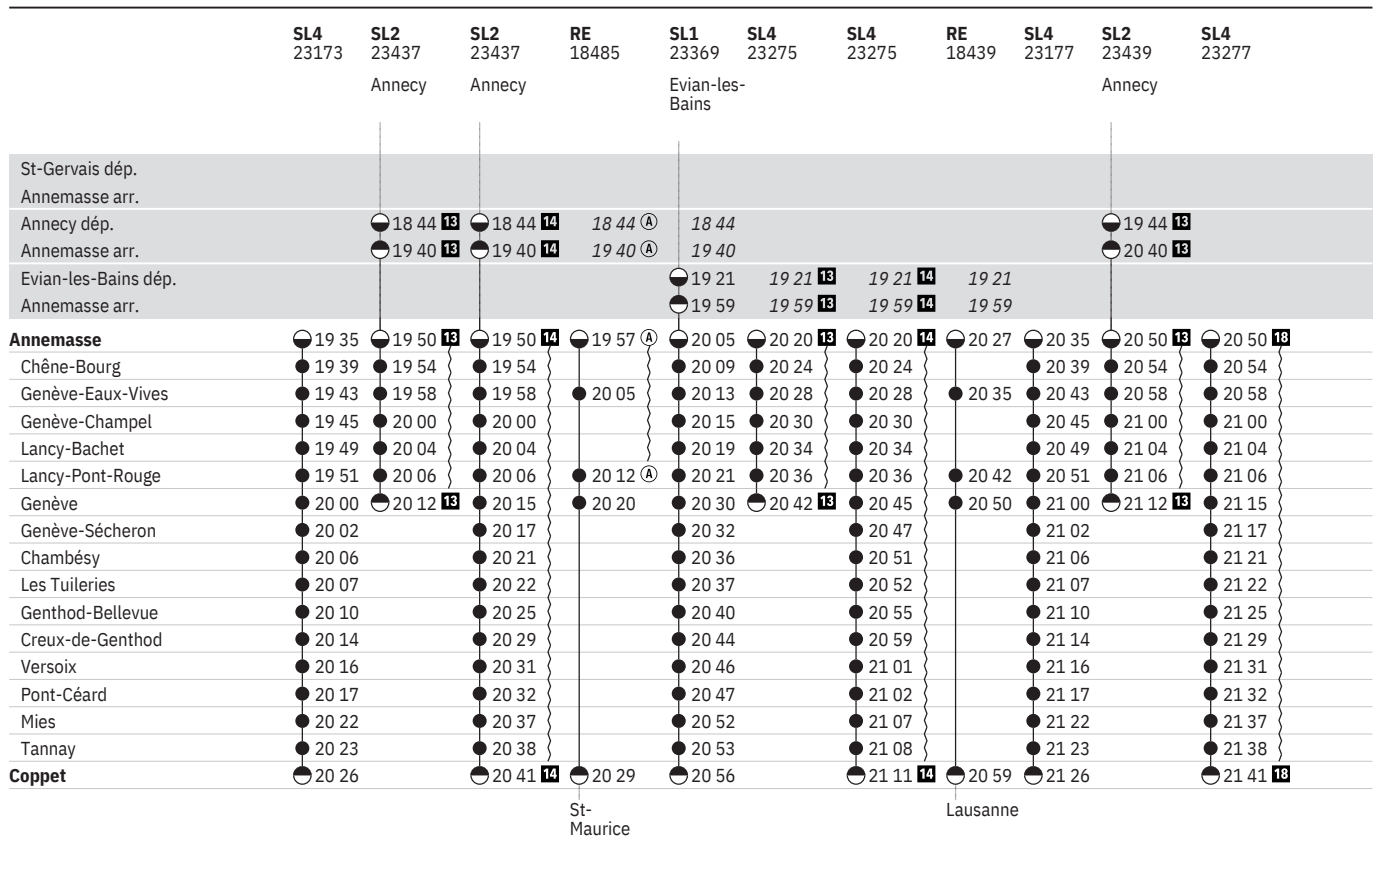 SL4 SL2 SL2 RE SL1 SL4 SL4 RE SL4 SL2 SL4
23173 23437 23437 18485 23369 23275 23275 18439 23177 23439 23277
Annecy Annecy Evian-les- Annecy
Bains
St-Gervais dép.
Annemasse arr.
Annecy dép. 18 44 13 18 44 14 18 44 A 18 44 19 44 13
Annemasse arr. 19 40 13 19 40 14 19 40 A 19 40 20 40 13
Evian-les-Bains dép. 19 21 19 21 13 19 21 14 19 21
Annemasse arr. 19 59 19 59 13 19 59 14 19 59
Annemasse 19 35 19 50 13 19 50 14 19 57 A 20 05 20 20 13 20 20 14 20 27 20 35 20 50 13 20 50 18
Chêne-Bourg 19 39 19 54 19 54 20 09 20 24 20 24 20 39 20 54 20 54
Genève-Eaux-Vives 19 43 19 58 19 58 20 05 20 13 20 28 20 28 20 35 20 43 20 58 20 58
Genève-Champel 19 45 20 00 20 00 20 15 20 30 20 30 20 45 21 00 21 00
Lancy-Bachet 19 49 20 04 20 04 20 19 20 34 20 34 20 49 21 04 21 04
Lancy-Pont-Rouge 19 51 20 06 20 06 20 12 A 20 21 20 36 20 36 20 42 20 51 21 06 21 06
Genève 20 00 20 12 13 20 15 20 20 20 30 20 42 13 20 45 20 50 21 00 21 12 13 21 15
Genève-Sécheron 20 02 20 17 20 32 20 47 21 02 21 17
Chambésy 20 06 20 21 20 36 20 51 21 06 21 21
Les Tuileries 20 07 20 22 20 37 20 52 21 07 21 22
Genthod-Bellevue 20 10 20 25 20 40 20 55 21 10 21 25
Creux-de-Genthod 20 14 20 29 20 44 20 59 21 14 21 29
Versoix 20 16 20 31 20 46 21 01 21 16 21 31
Pont-Céard 20 17 20 32 20 47 21 02 21 17 21 32
Mies 20 22 20 37 20 52 21 07 21 22 21 37
Tannay 20 23 20 38 20 53 21 08 21 23 21 38
Coppet 20 26 20 41 14 20 29 20 56 21 11 14 20 59 21 26 21 41 18
St- Lausanne
Maurice